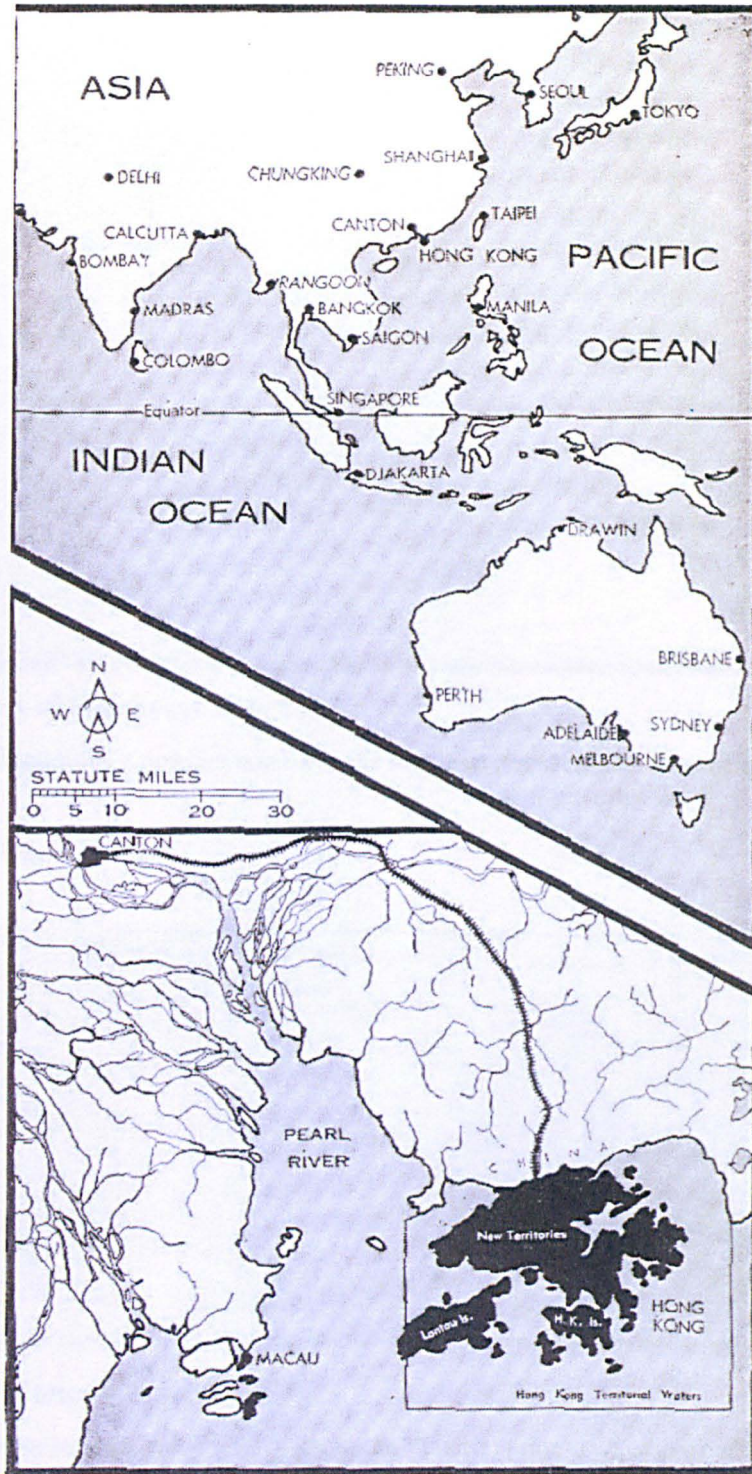 ASIA
PEKING
SEOUL
TOKYO
SHANGHAI
DELHI
CHUNGKING
CALCUTTA
CANTON
TAIPEI
HONG KONG
BOMBAY
RANGOON
PACIFIC
OCEAN
MADRAS
BANGKOK
MANILA
SAIGON
COLOMBO
SINGAPORE
Equator
INDIAN
OCEAN
DJAKARTA
DRAWIN
BRISBANE
PERTH
ADELAIDE
SYDNEY
MELBOURNE
N
W E
S
STATUTE MILES
0 5 10 20 30
CANTON
PEARL
RIVER
CHINA
New Territories
Lantau Is.
H. K. Is.
HONG
KONG
MACAU
Hong Kong Territorial Waters